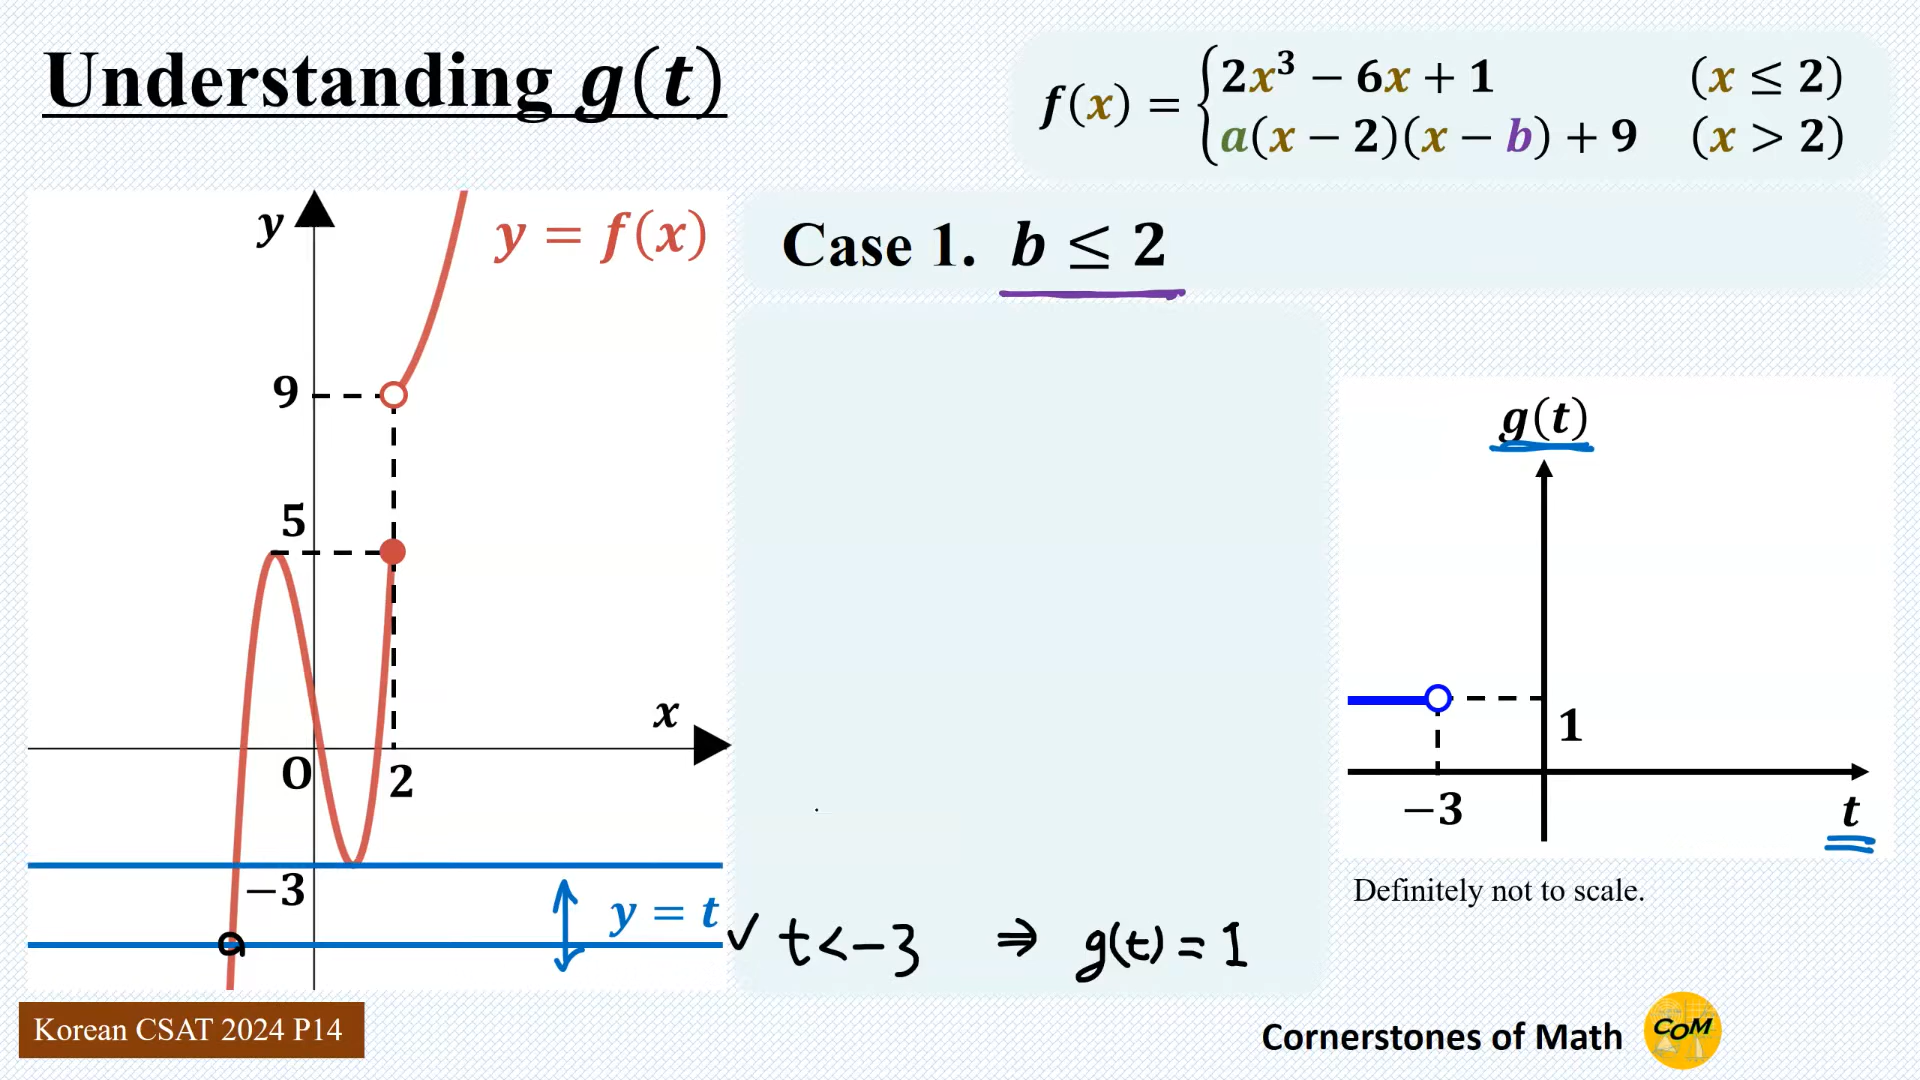 Understanding g(t)
f(x) = { 2x³ − 6x + 1 (x ≤ 2)
a(x − 2)(x − b) + 9 (x > 2)
Case 1. b ≤ 2
y
y = f(x)
9
5
x
O
2
−3
y = t
✓ t < −3 ⇒ g(t) = 1
g(t)
1
−3
t
Definitely not to scale.
Korean CSAT 2024 P14
Cornerstones of Math
COM